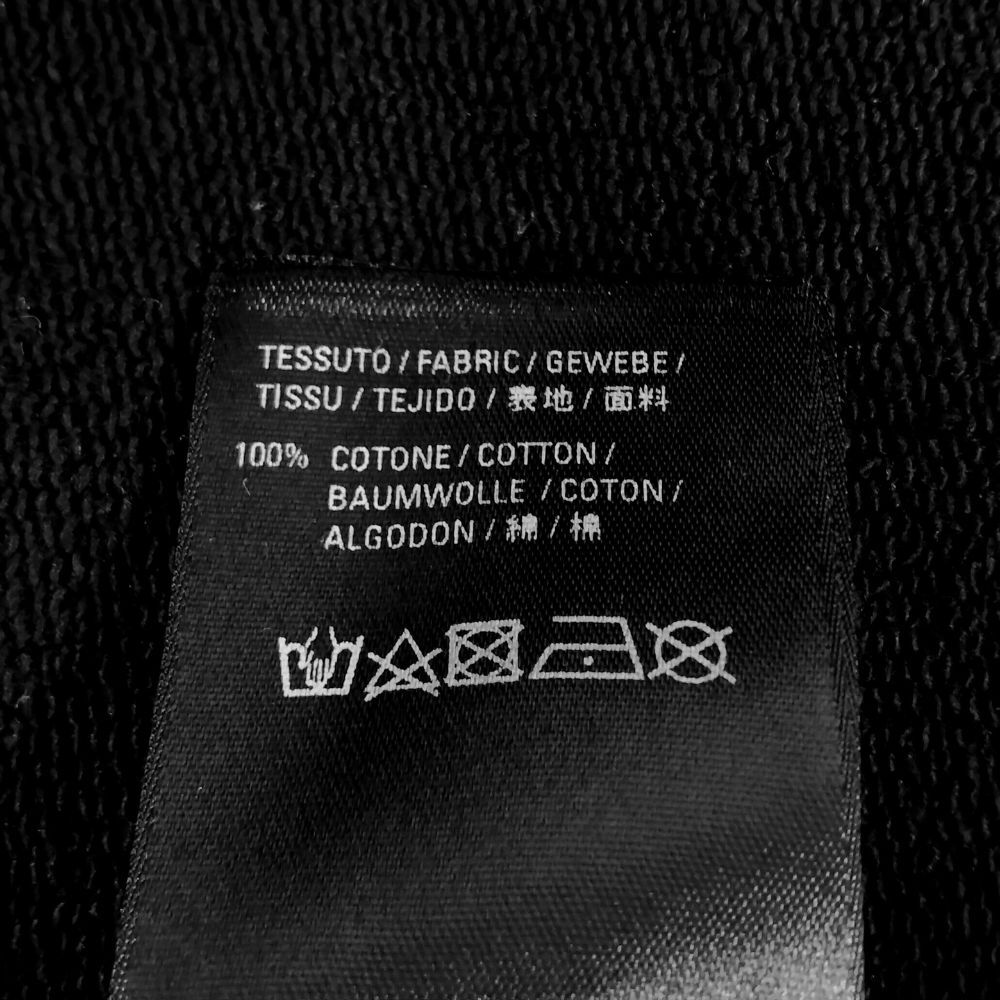 TESSUTO / FABRIC / GEWEBE /
TISSU / TEJIDO / 表地 / 面料
100% COTONE / COTTON /
BAUMWOLLE / COTON /
ALGODON / 綿 / 棉